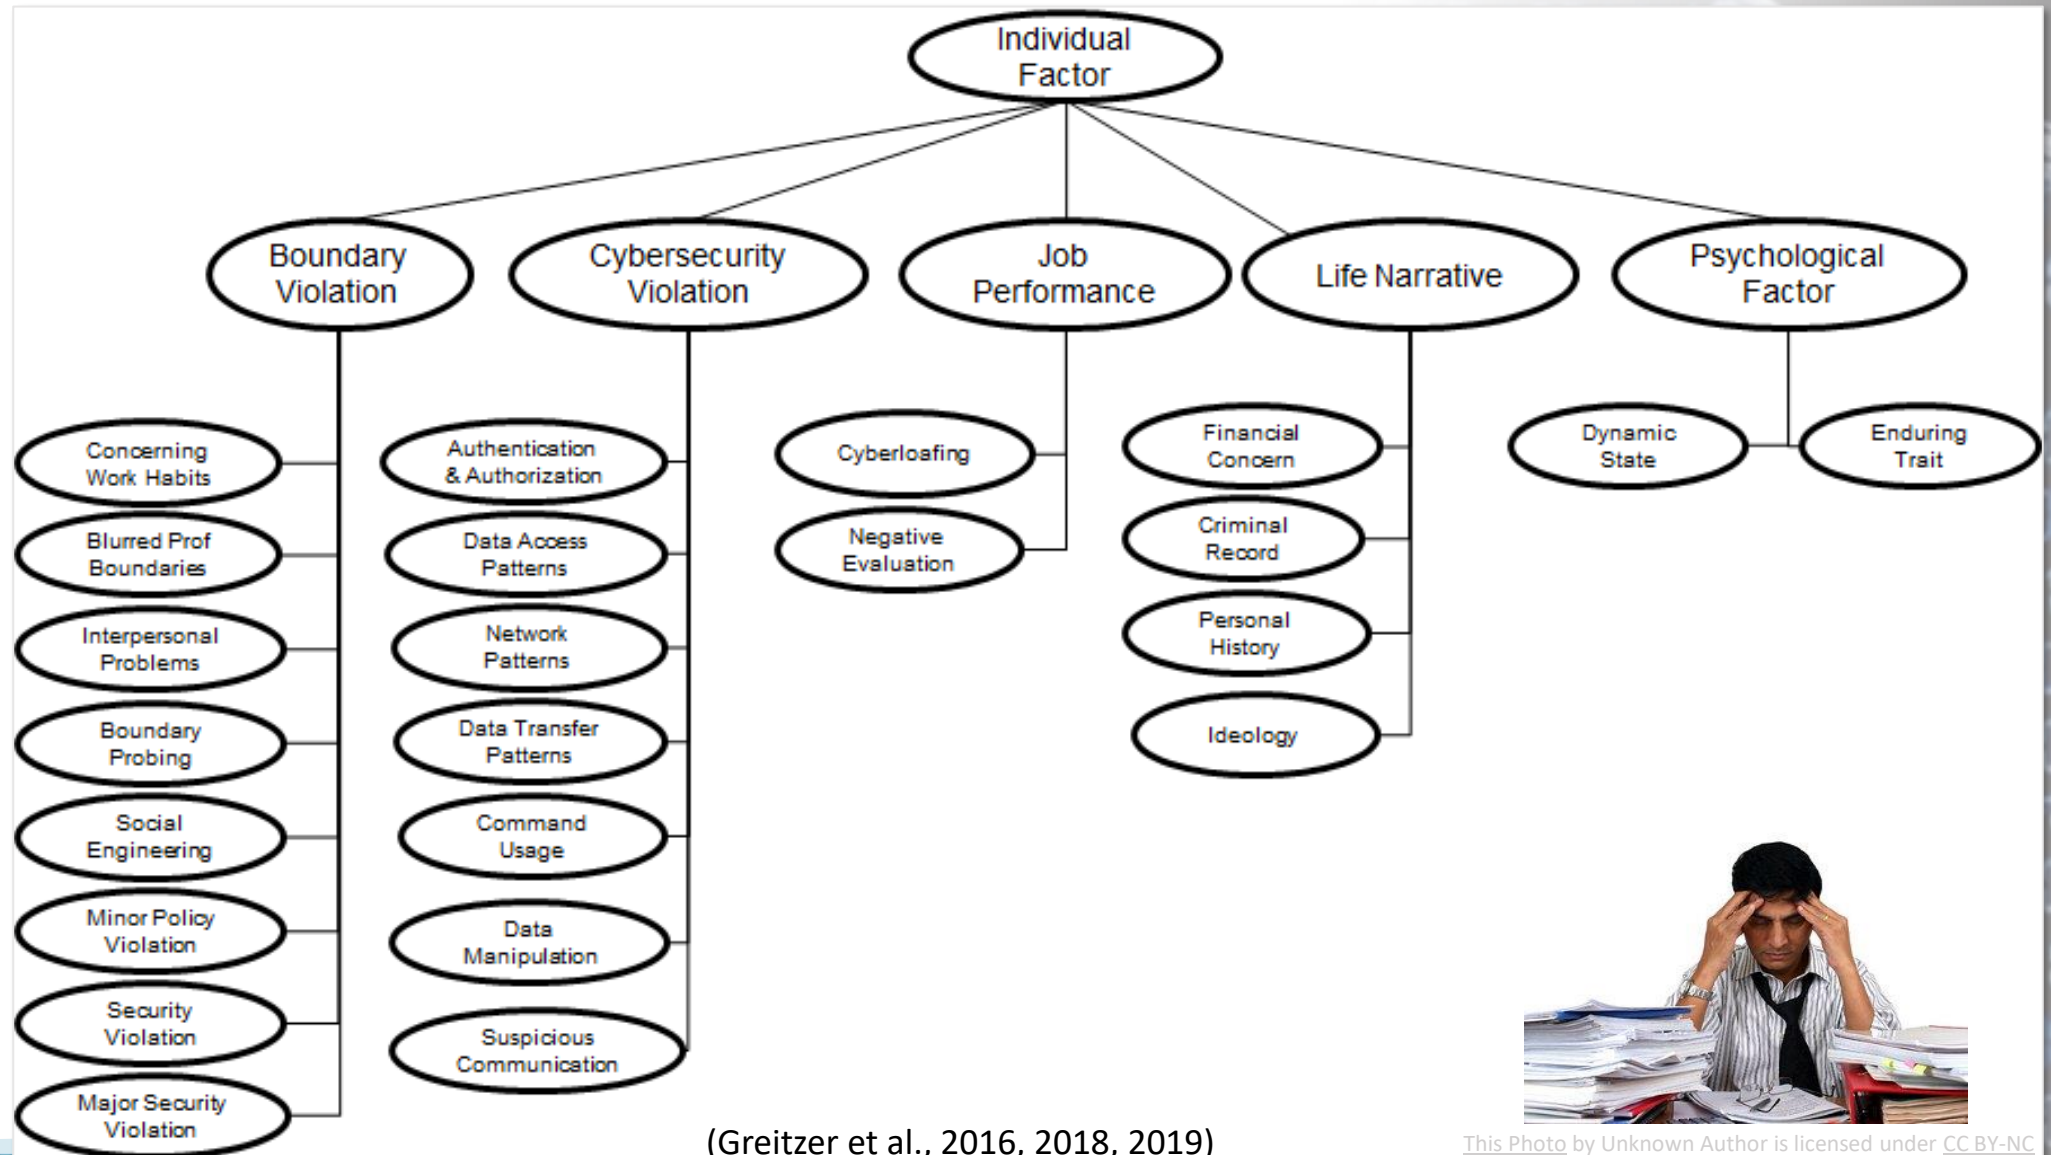 Individual
Factor
Boundary
Violation
Cybersecurity
Violation
Job
Performance
Life Narrative
Psychological
Factor
Concerning
Work Habits
Blurred Prof
Boundaries
Interpersonal
Problems
Boundary
Probing
Social
Engineering
Minor Policy
Violation
Security
Violation
Major Security
Violation
Authentication
& Authorization
Data Access
Patterns
Network
Patterns
Data Transfer
Patterns
Command
Usage
Data
Manipulation
Suspicious
Communication
Cyberloafing
Negative
Evaluation
Financial
Concern
Criminal
Record
Personal
History
Ideology
Dynamic
State
Enduring
Trait
(Greitzer et al., 2016, 2018, 2019)
This Photo by Unknown Author is licensed under CC BY-NC